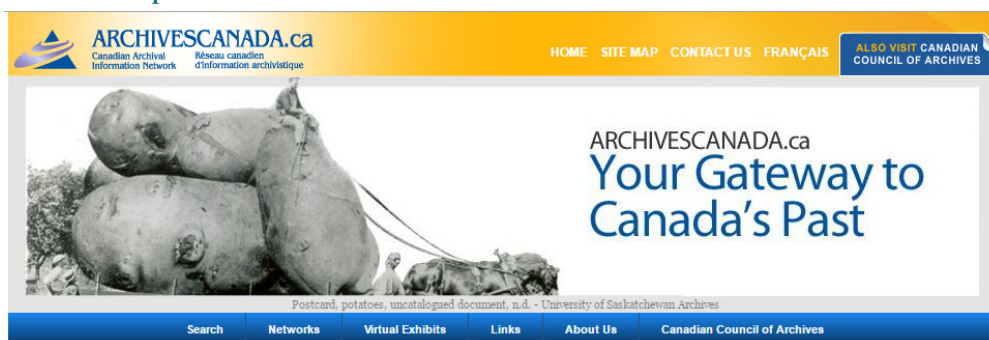 ARCHIVESCANADA.ca
Canadian Archival Réseau canadien
Information Network d'information archivistique
HOME SITE MAP CONTACT US FRANÇAIS
ALSO VISIT CANADIAN
COUNCIL OF ARCHIVES
ARCHIVESCANADA.ca
Your Gateway to
Canada's Past
Postcard, potatoes, uncatalogued document, n.d. - University of Saskatchewan Archives
Search Networks Virtual Exhibits Links About Us Canadian Council of Archives